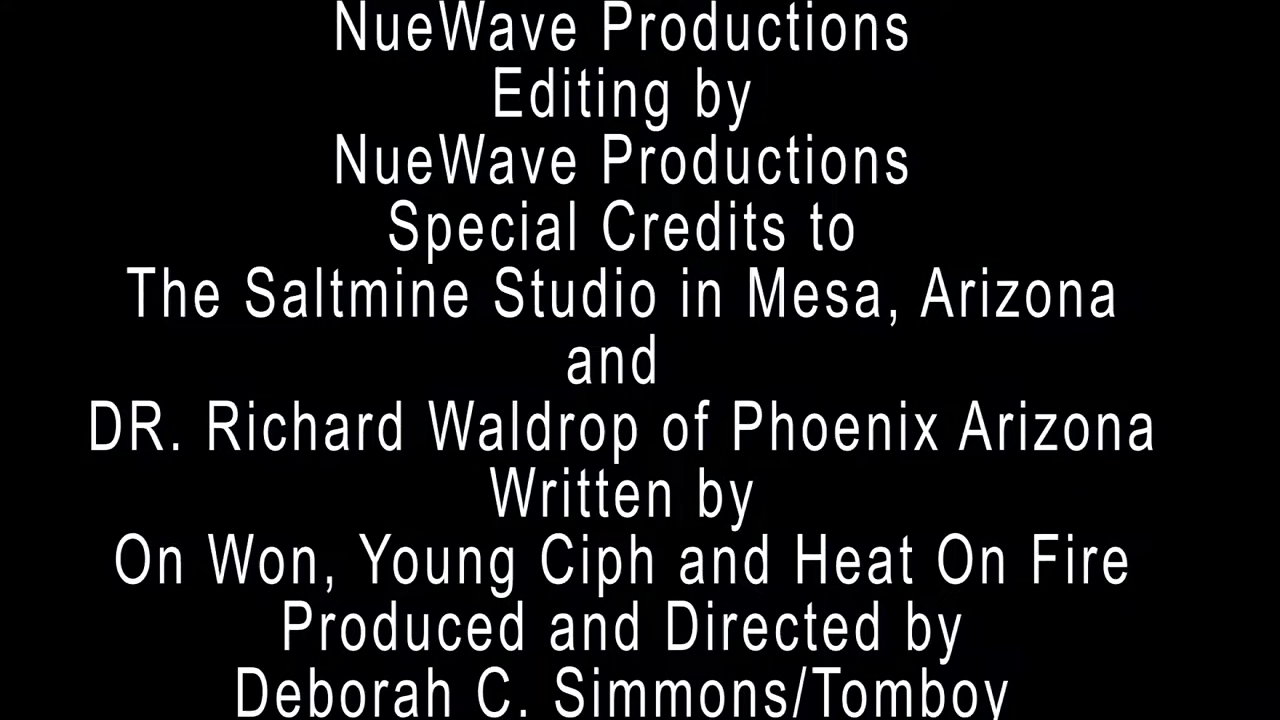 NueWave Productions
Editing by
NueWave Productions
Special Credits to
The Saltmine Studio in Mesa, Arizona
and
DR. Richard Waldrop of Phoenix Arizona
Written by
On Won, Young Ciph and Heat On Fire
Produced and Directed by
Deborah C. Simmons/Tomboy